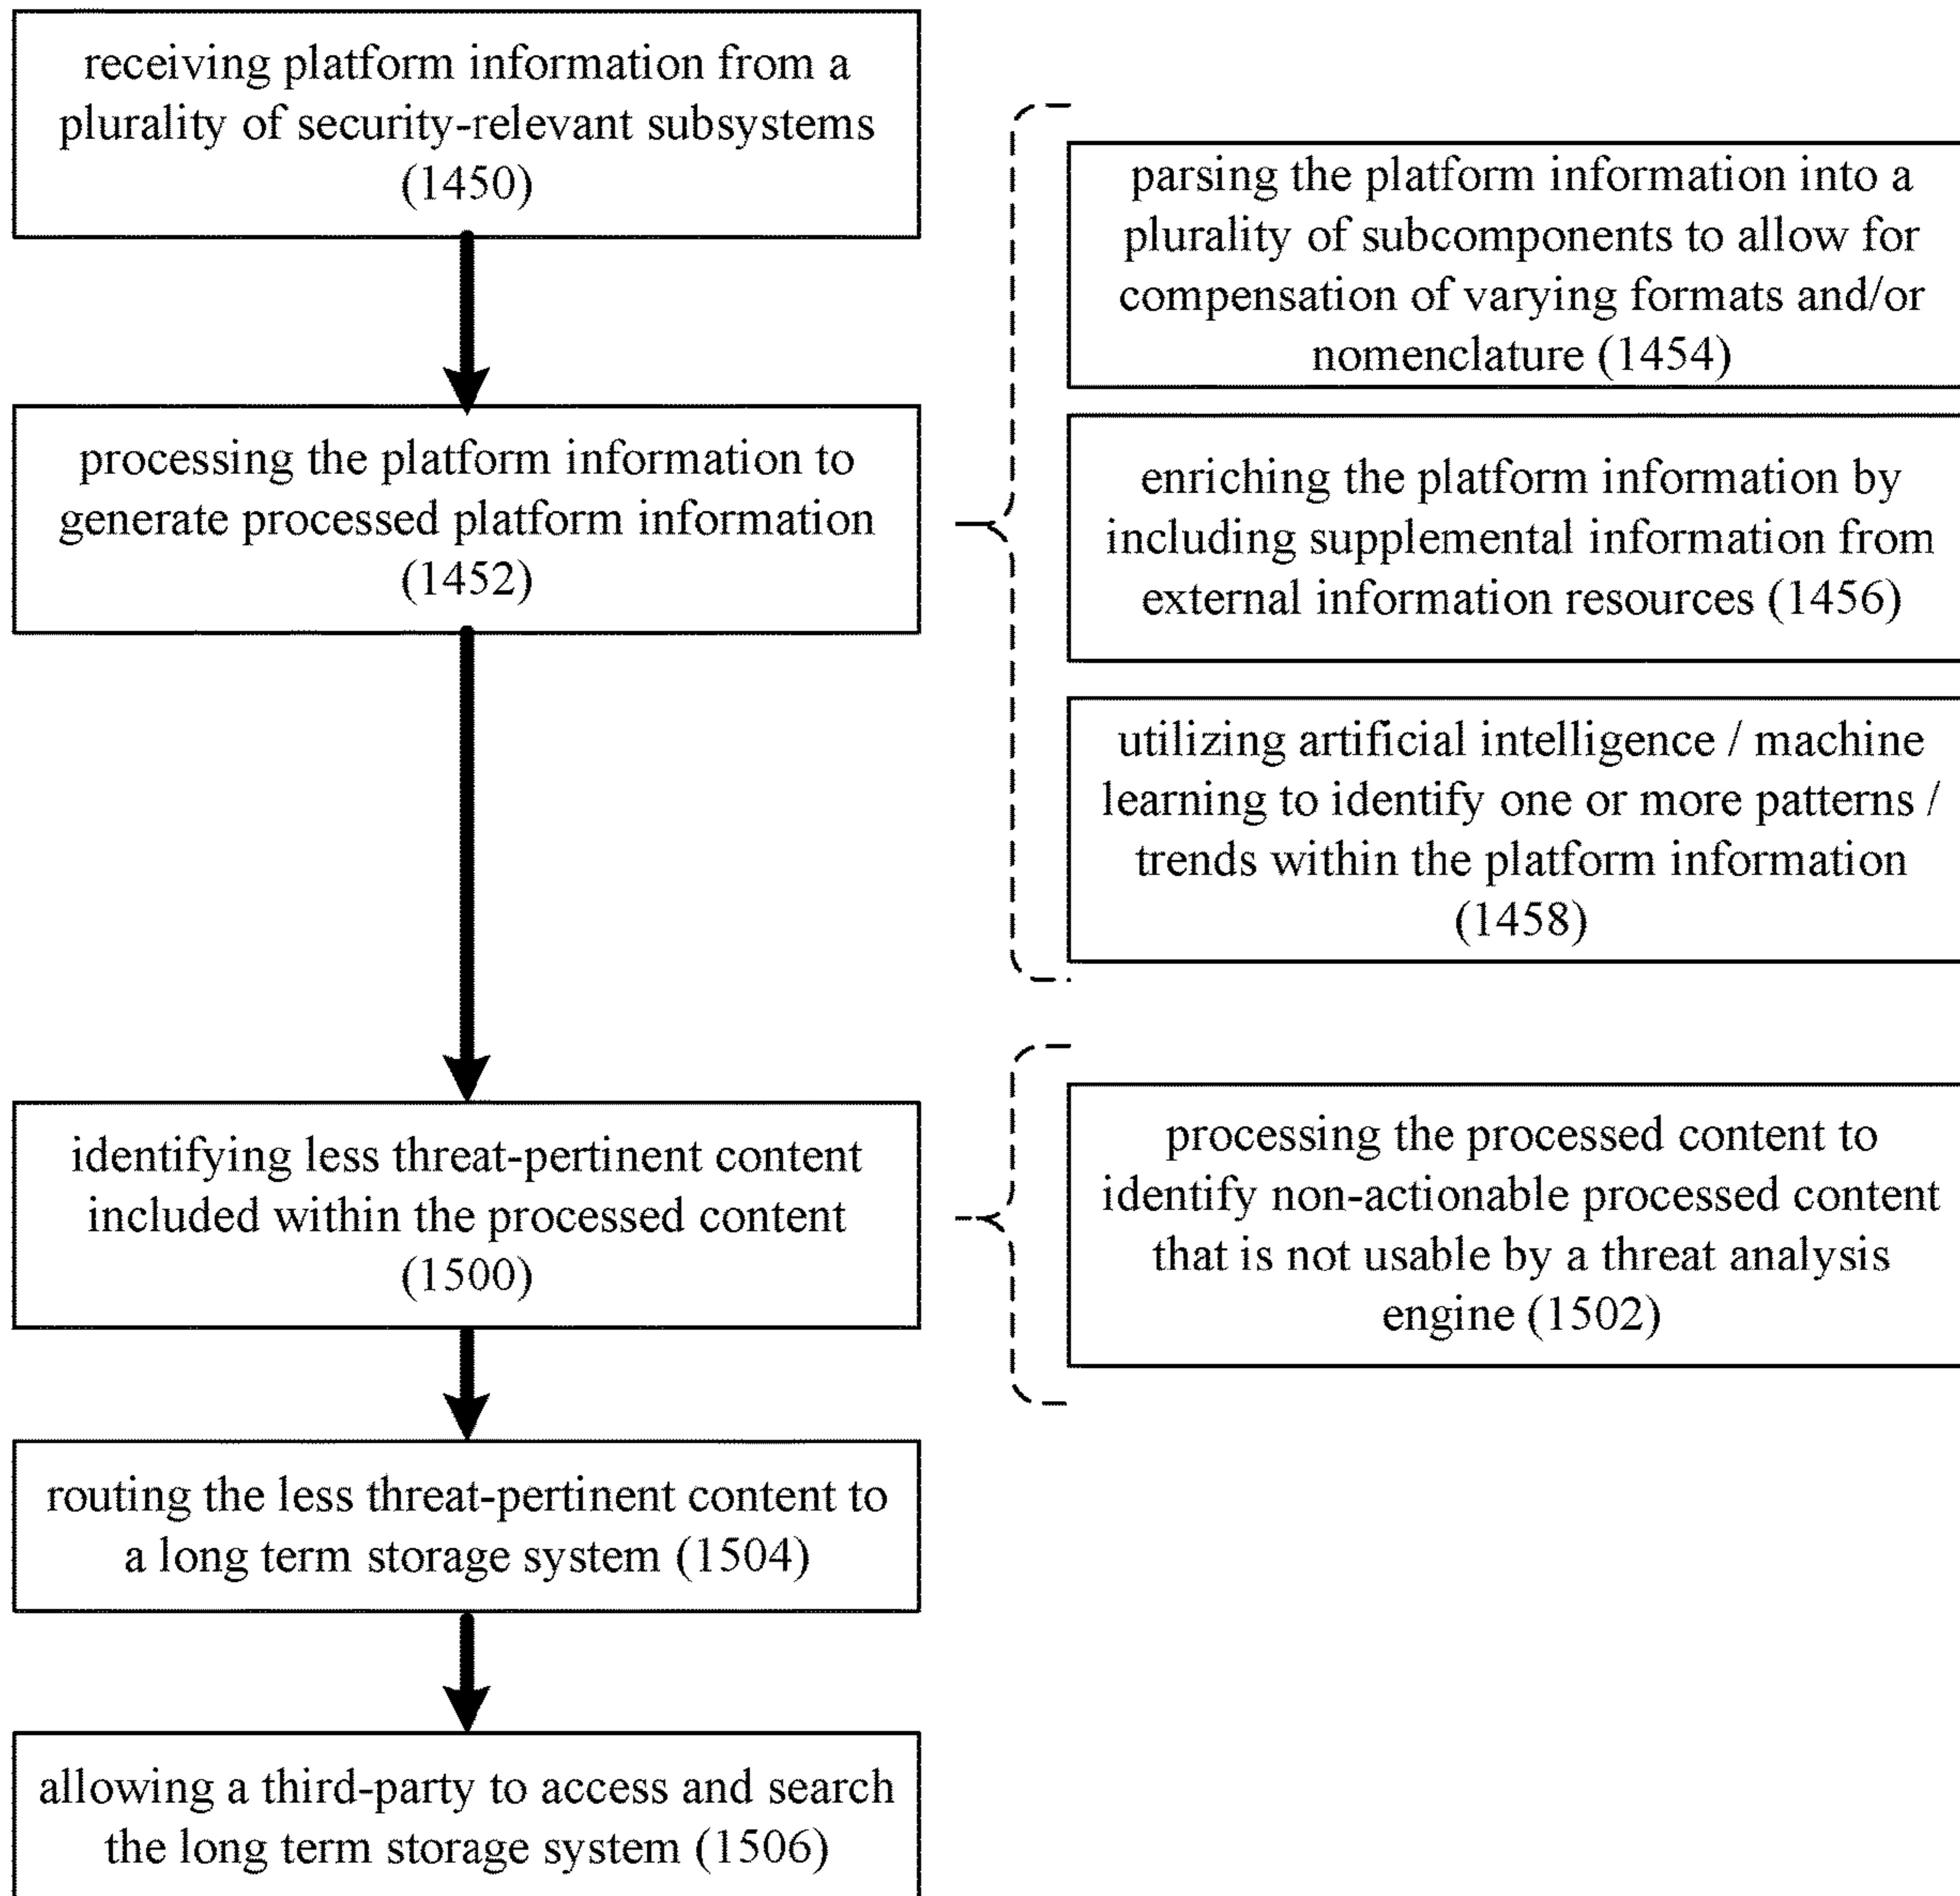 receiving platform information from a
plurality of security-relevant subsystems
(1450)
processing the platform information to
generate processed platform information
(1452)
parsing the platform information into a
plurality of subcomponents to allow for
compensation of varying formats and/or
nomenclature (1454)
enriching the platform information by
including supplemental information from
external information resources (1456)
utilizing artificial intelligence / machine
learning to identify one or more patterns /
trends within the platform information
(1458)
identifying less threat-pertinent content
included within the processed content
(1500)
processing the processed content to
identify non-actionable processed content
that is not usable by a threat analysis
engine (1502)
routing the less threat-pertinent content to
a long term storage system (1504)
allowing a third-party to access and search
the long term storage system (1506)